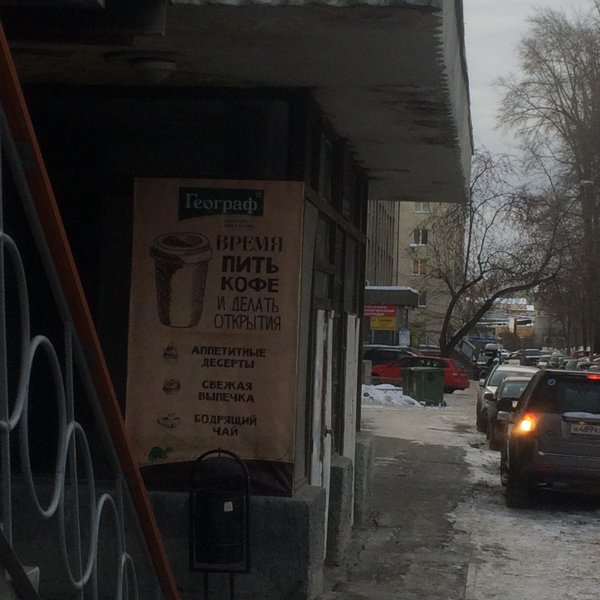 Географ
ВРЕМЯ
ПИТЬ
КОФЕ
И ДЕЛАТЬ
ОТКРЫТИЯ
АППЕТИТНЫЕ
ДЕСЕРТЫ
СВЕЖАЯ
ВЫПЕЧКА
БОДРЯЩИЙ
ЧАЙ